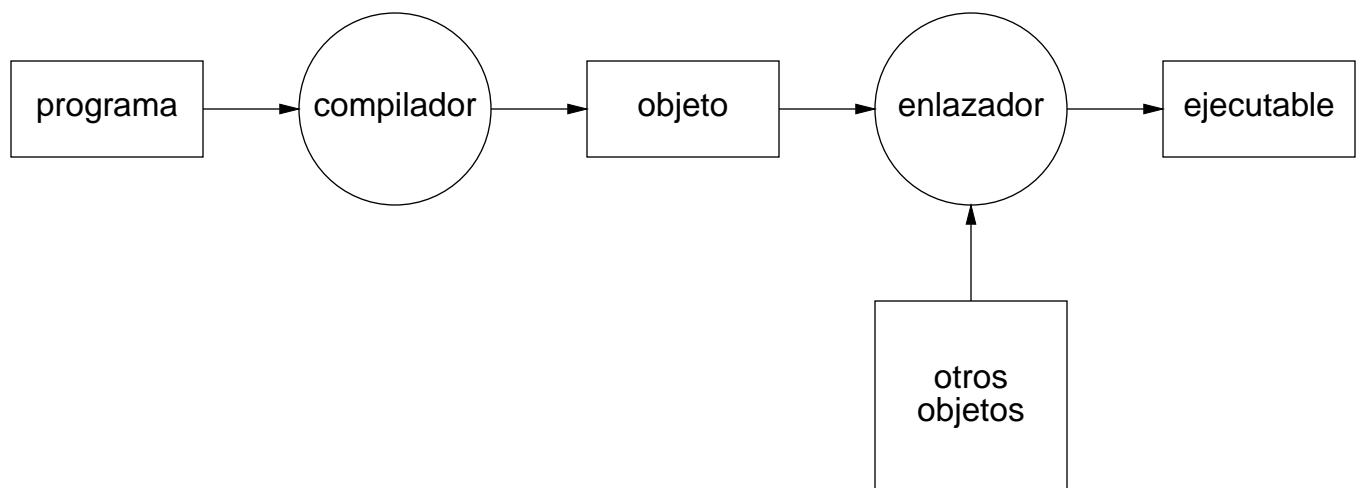 programa
compilador
objeto
enlazador
ejecutable
otros
objetos